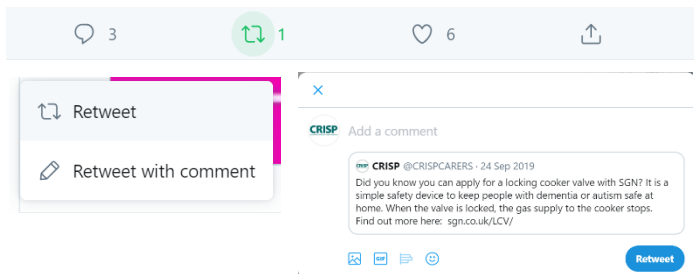 3 1 6
Retweet
Retweet with comment
CRISP Add a comment
CRISP CRISP @CRISPCARERS · 24 Sep 2019
Did you know you can apply for a locking cooker valve with SGN? It is a
simple safety device to keep people with dementia or autism safe at
home. When the valve is locked, the gas supply to the cooker stops.
Find out more here: sgn.co.uk/LCV/
GIF Retweet